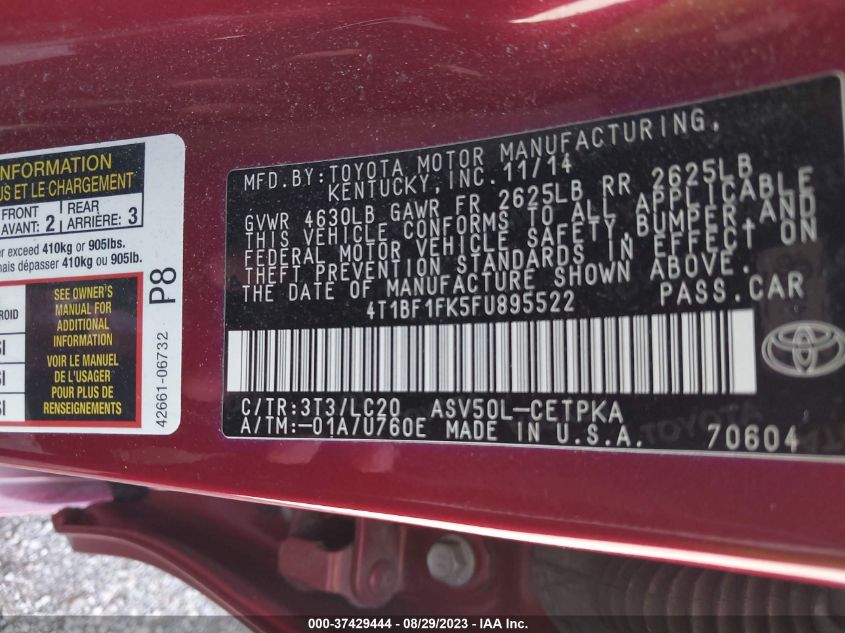 INFORMATION
US ET LE CHARGEMENT
FRONT
AVANT: 2
REAR
ARRIÈRE: 3
exceed 410kg or 905lbs.
mais dépasser 410kg ou 905lb.
SEE OWNER'S
MANUAL FOR
ADDITIONAL
INFORMATION
VOIR LE MANUEL
DE L'USAGER
POUR PLUS DE
RENSEIGNEMENTS
P8
42661-06732
MFD.BY:TOYOTA MOTOR MANUFACTURING,
KENTUCKY,INC. 11/14
GVWR 4630LB GAWR FR 2625LB RR 2625LB
THIS VEHICLE CONFORMS TO ALL APPLICABLE
FEDERAL MOTOR VEHICLE SAFETY,BUMPER,AND
THEFT PREVENTION STANDARDS IN EFFECT ON
THE DATE OF MANUFACTURE SHOWN ABOVE.
4T1BF1FK5FU895522 PASS.CAR
C/TR:3T3/LC20 ASV50L-CETPKA
A/TM:-01A/U760E MADE IN U.S.A. 70604
000-37429444 - 08/29/2023 - IAA Inc.